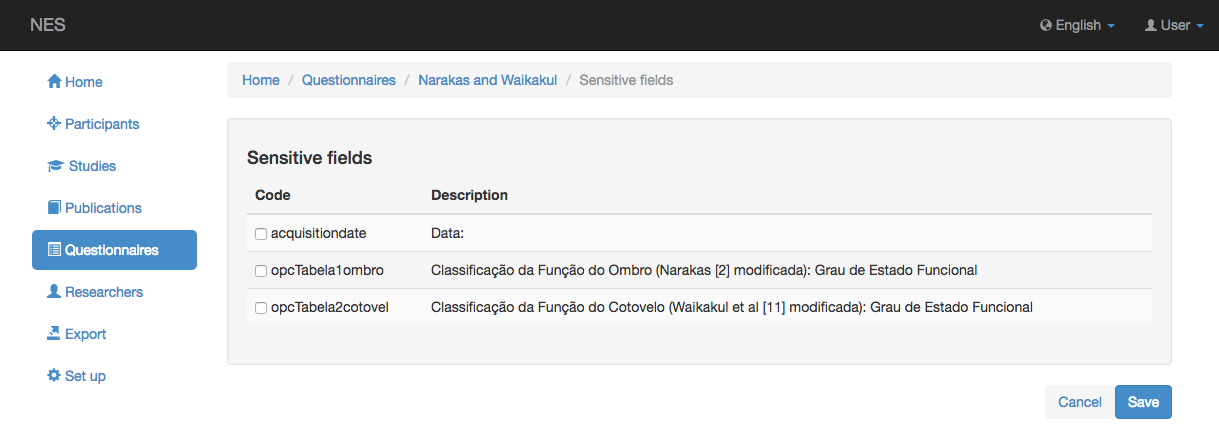 NES
English
User
Home
Participants
Studies
Publications
Questionnaires
Researchers
Export
Set up
Home / Questionnaires / Narakas and Waikakul / Sensitive fields
Sensitive fields
Code Description
acquisitiondate Data:
opcTabela1ombro Classificação da Função do Ombro (Narakas [2] modificada): Grau de Estado Funcional
opcTabela2cotovel Classificação da Função do Cotovelo (Waikakul et al [11] modificada): Grau de Estado Funcional
Cancel Save